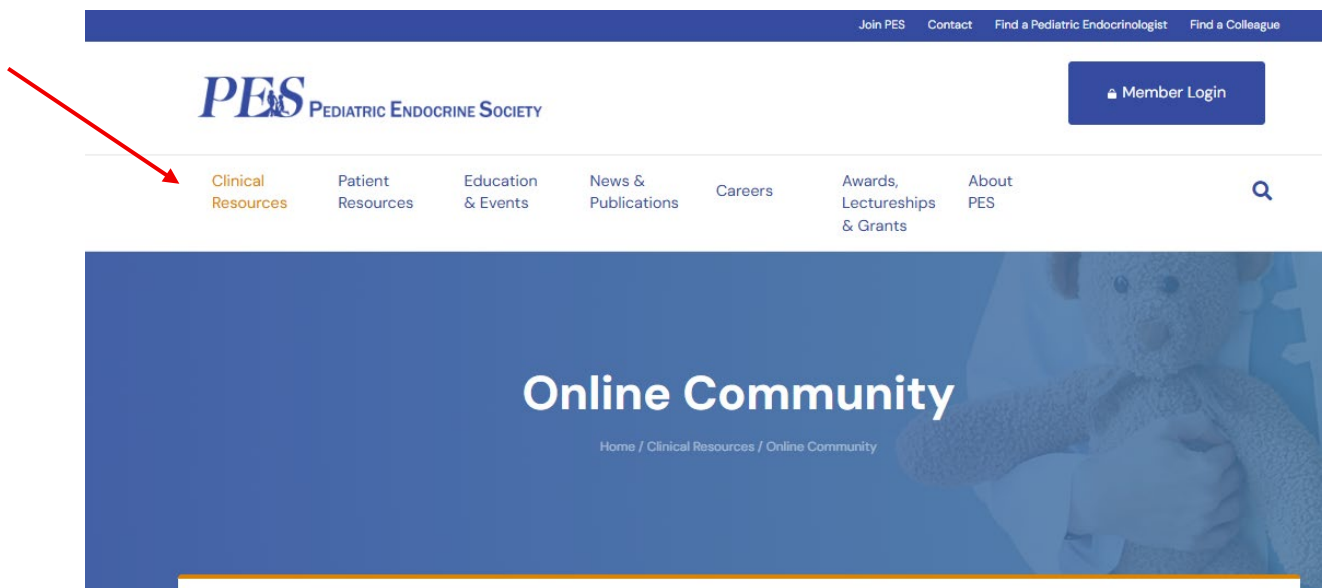 Join PES Contact Find a Pediatric Endocrinologist Find a Colleague
PES PEDIATRIC ENDOCRINE SOCIETY
Member Login
Clinical
Resources
Patient
Resources
Education
& Events
News &
Publications
Careers
Awards,
Lectureships
& Grants
About
PES
Online Community
Home / Clinical Resources / Online Community